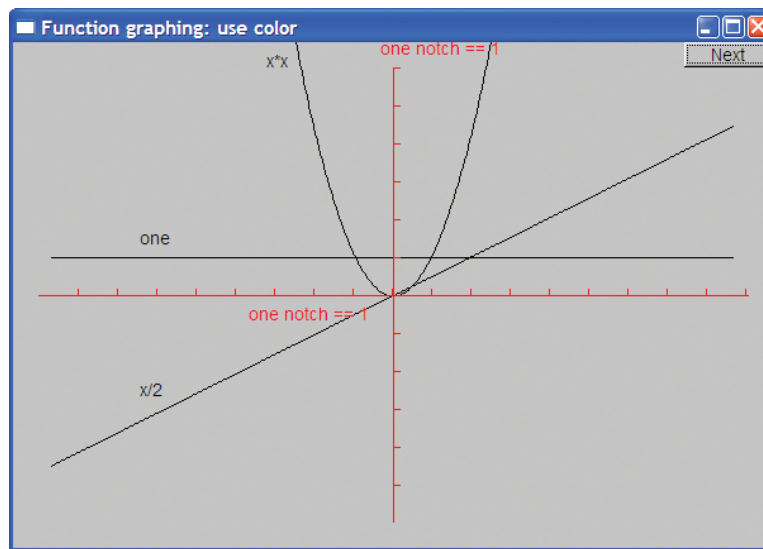 Function graphing: use color
one notch == 1
Next
x*x
one
one notch == 1
x/2